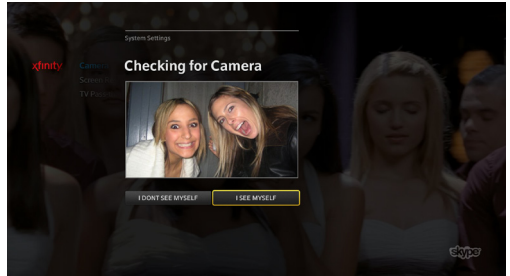 System Settings
xfinity
Checking for Camera
I DONT SEE MYSELF
I SEE MYSELF
skype